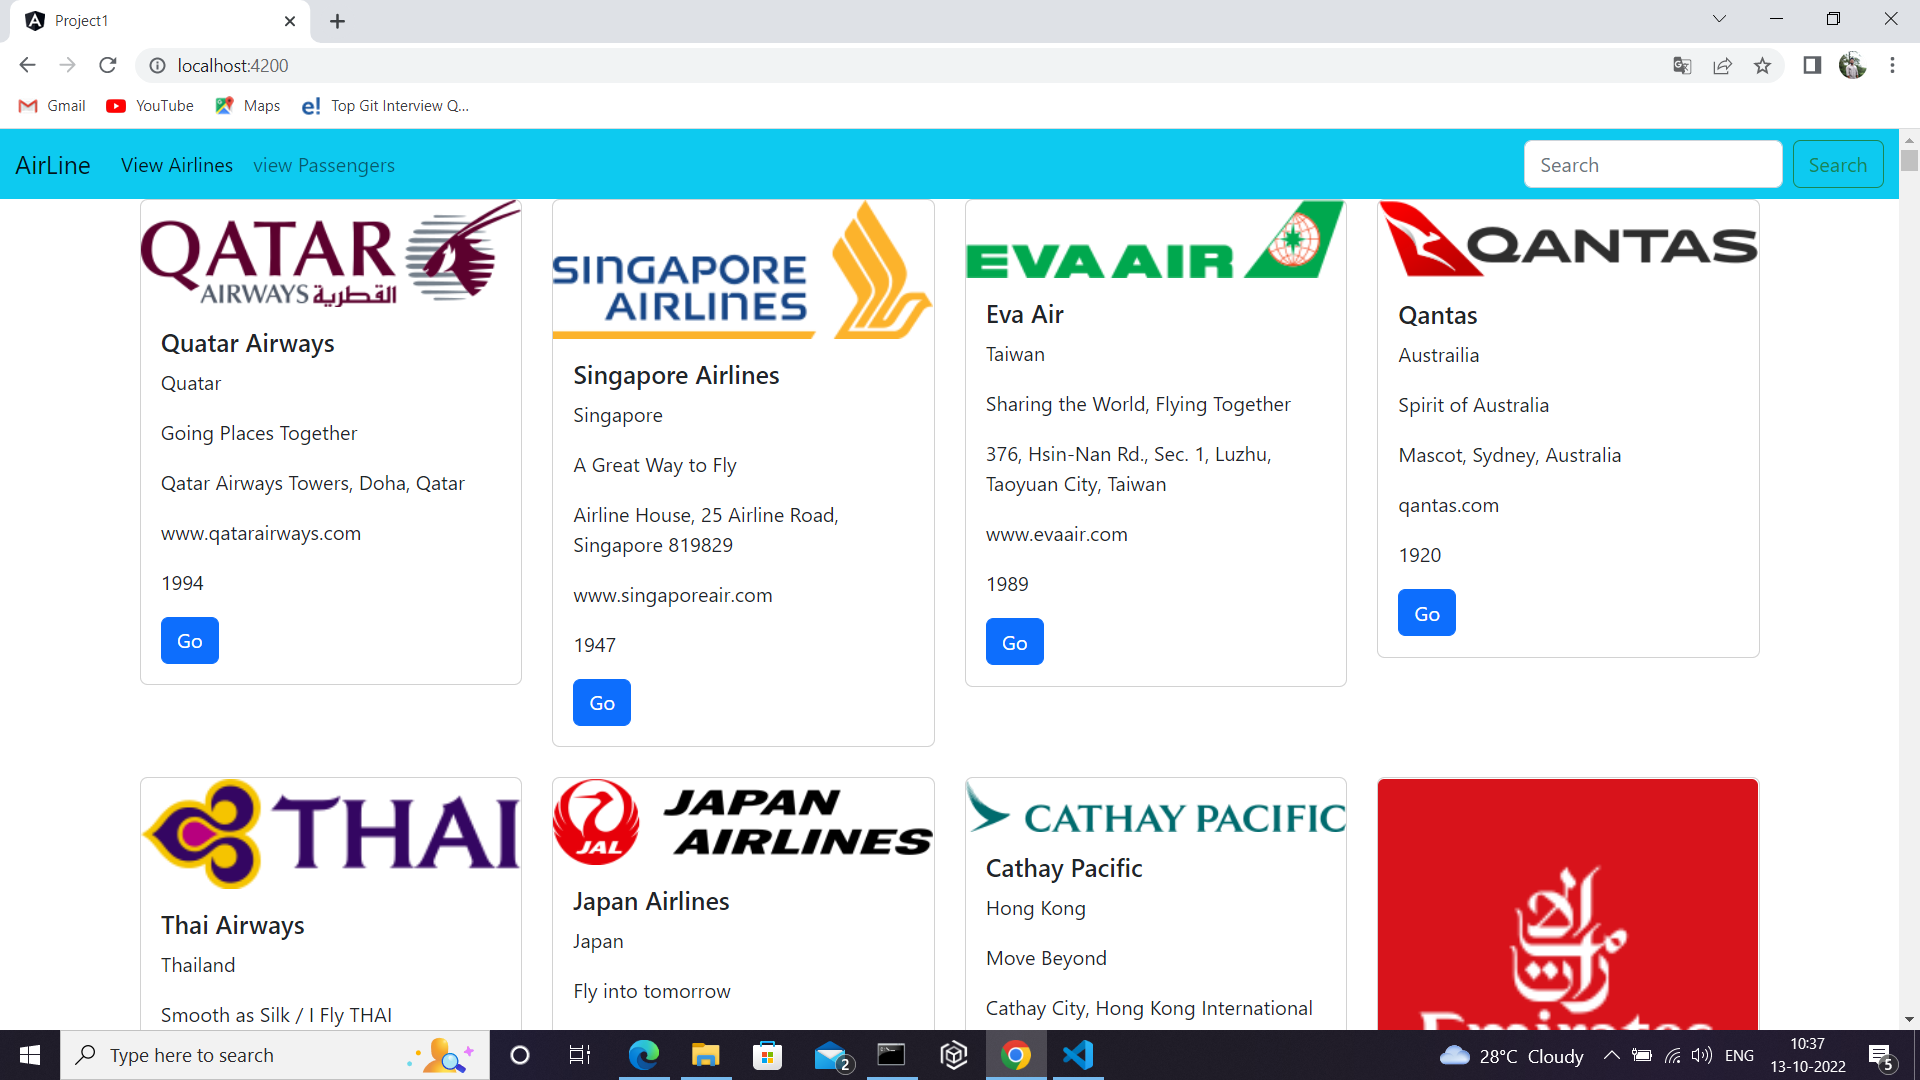 Project1
localhost:4200
Gmail
YouTube
Maps
e!
Top Git Interview Q...
AirLine
View Airlines
view Passengers
Search
Search
QATAR
AIRWAYS القطرية
Quatar Airways
Quatar
Going Places Together
Qatar Airways Towers, Doha, Qatar
www.qatarairways.com
1994
Go
SINGAPORE
AIRLINES
Singapore Airlines
Singapore
A Great Way to Fly
Airline House, 25 Airline Road,
Singapore 819829
www.singaporeair.com
1947
Go
EVA AIR
Eva Air
Taiwan
Sharing the World, Flying Together
376, Hsin-Nan Rd., Sec. 1, Luzhu,
Taoyuan City, Taiwan
www.evaair.com
1989
Go
QANTAS
Qantas
Austrailia
Spirit of Australia
Mascot, Sydney, Australia
qantas.com
1920
Go
THAI
Thai Airways
Thailand
Smooth as Silk / I Fly THAI
JAL
JAPAN
AIRLINES
Japan Airlines
Japan
Fly into tomorrow
CATHAY PACIFIC
Cathay Pacific
Hong Kong
Move Beyond
Cathay City, Hong Kong International
Emirates
Type here to search
2
28°C Cloudy
ENG
10:37
13-10-2022
5